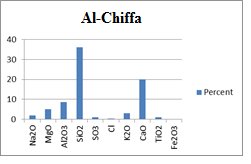 Al-Chiffa
40
30
20
10
0
Percent
Na2O
MgO
Al2O3
SiO2
SO3
Cl
K2O
CaO
TiO2
Fe2O3